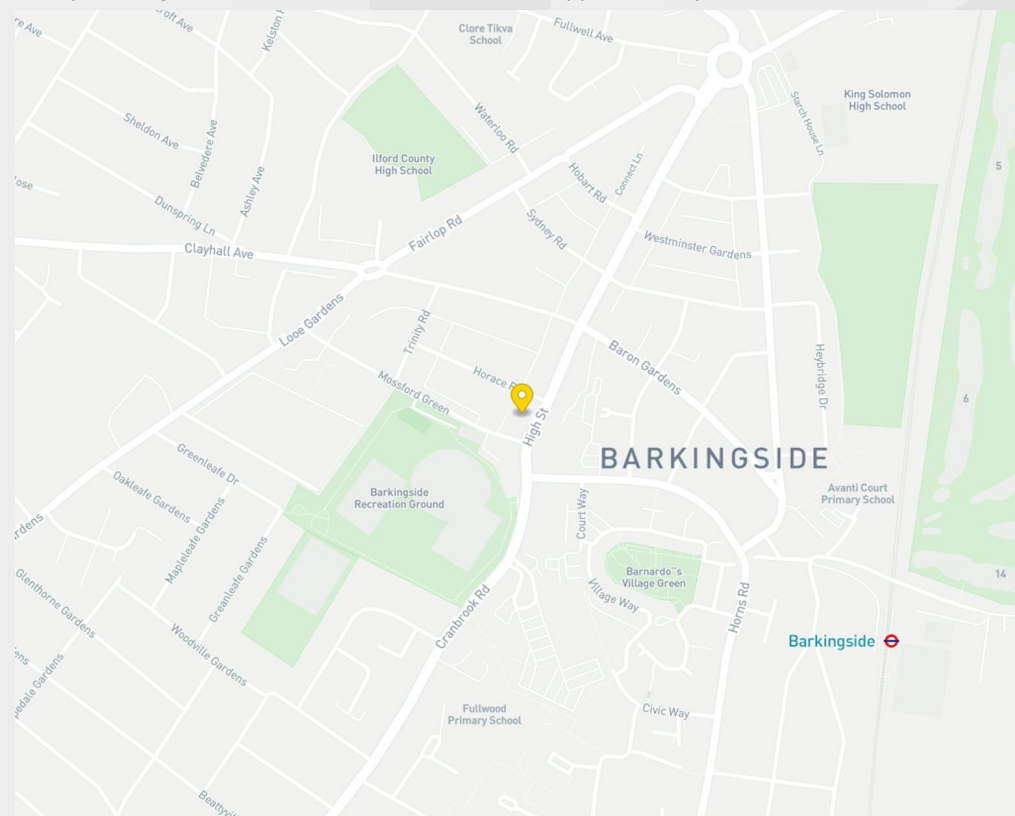 Clore Tikva
School
Fullwell Ave
King Solomon
High School
Starch House Ln
Sheldon Ave
Belvedere Ave
Ashley Ave
Waterloo Rd
Ilford County
High School
Hobart Rd
Connect Ln
5
Dunspring Ln
Sydney Rd
Fairlop Rd
Westminster Gardens
Clayhall Ave
Looe Gardens
Trinity Rd
Baron Gardens
Heybridge Dr
Horace
Mossford Green
6
High St
BARKINGSIDE
Greenleafe Dr
Oakleafe Gardens
Mapleleafe Gardens
Barkingside
Recreation Ground
Court Way
Avanti Court
Primary School
Greanleafe Gardens
Barnardo''s
Village Green
14
Glenthorne Gardens
Village Way
Horns Rd
Cranbrook Rd
Woodville Gardens
Barkingside
Fullwood
Primary School
Civic Way